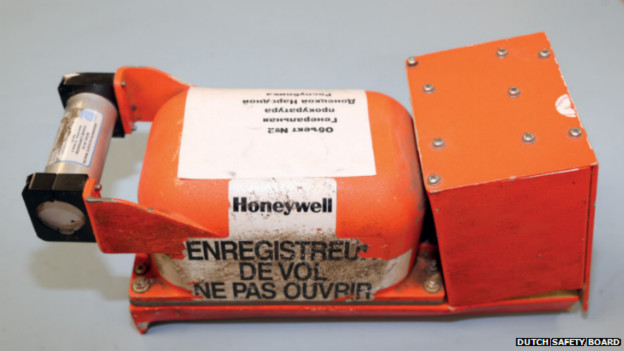 Объект №2
Генеральная
прокуратура
Донецкой Народной
Республики
Honeywell
ENREGISTREUR
DE VOL
NE PAS OUVRIR
DUTCH SAFETY BOARD